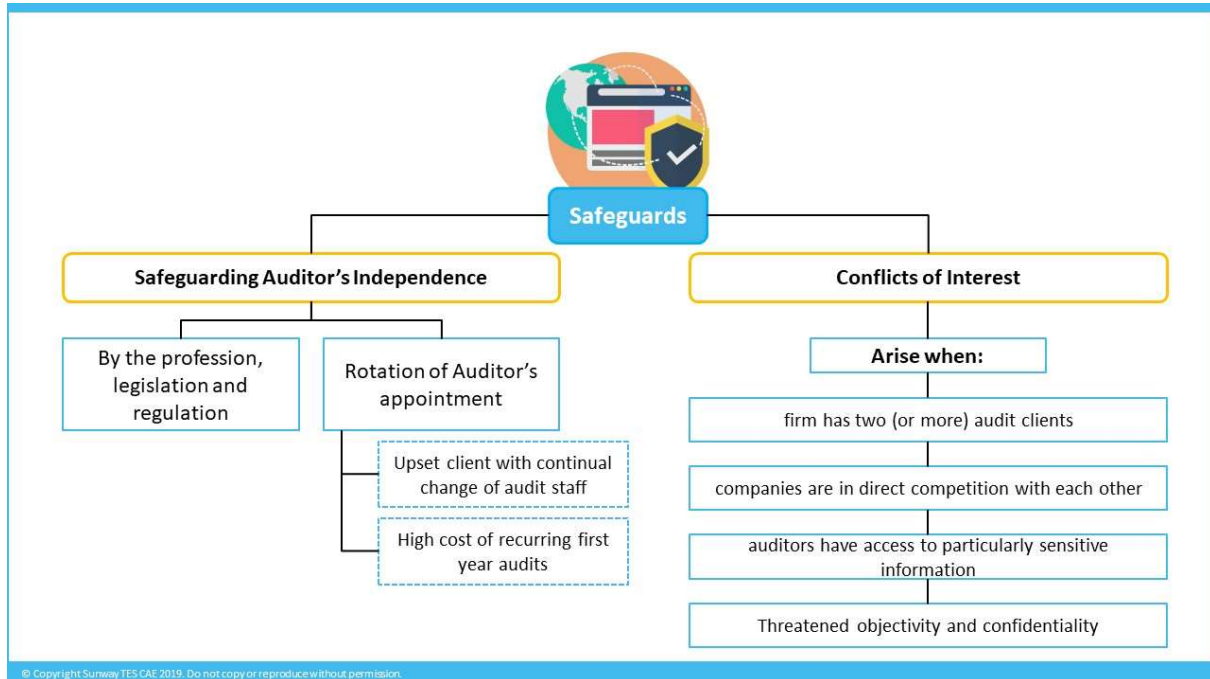 Safeguards
Safeguarding Auditor's Independence
By the profession,
legislation and
regulation
Rotation of Auditor's
appointment
Upset client with continual
change of audit staff
High cost of recurring first
year audits
Conflicts of Interest
Arise when:
firm has two (or more) audit clients
companies are in direct competition with each other
auditors have access to particularly sensitive
information
Threatened objectivity and confidentiality
© Copyright Sunway TES CAE 2019. Do not copy or reproduce without permission.